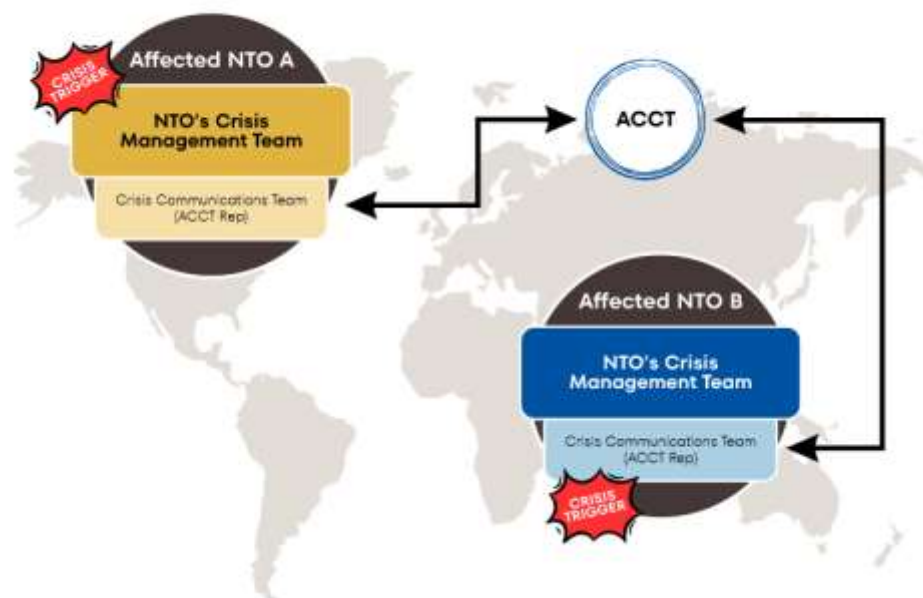 Affected NTO A
CRISIS
TRIGGER
NTO's Crisis
Management Team
Crisis Communications Team
(ACCT Rep)
ACCT
Affected NTO B
NTO's Crisis
Management Team
Crisis Communications Team
(ACCT Rep)
CRISIS
TRIGGER